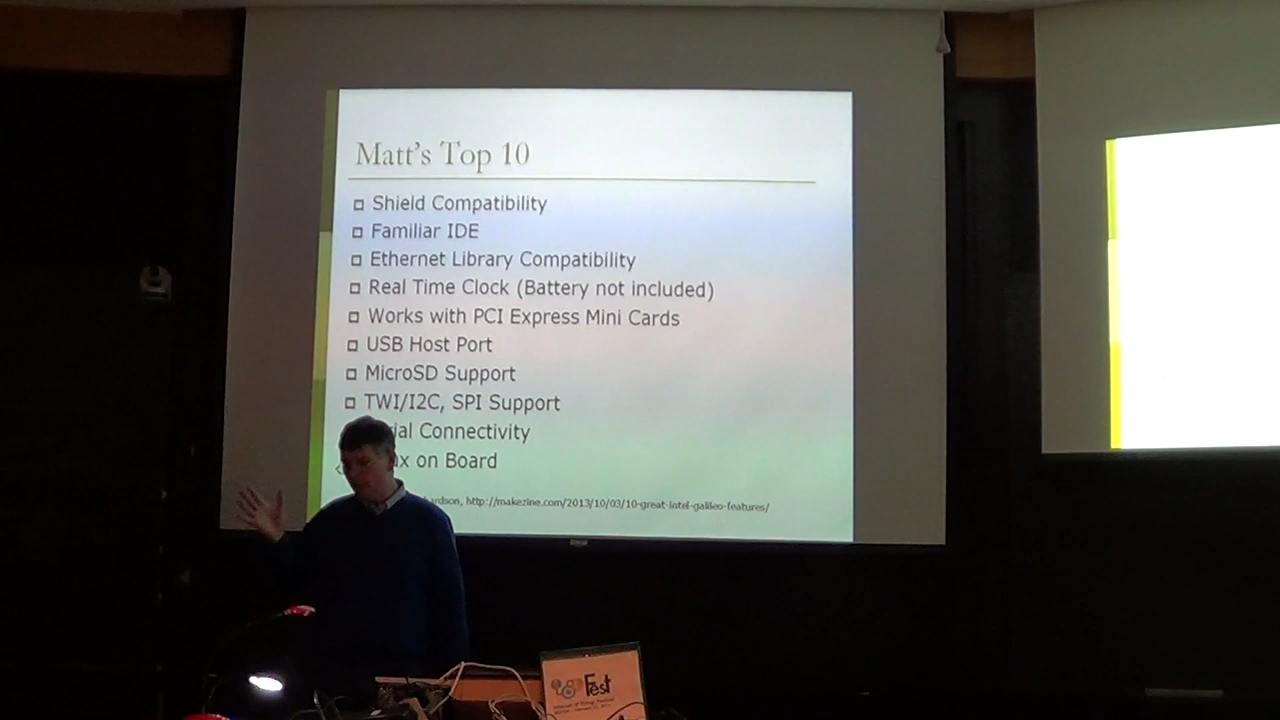 Matt's Top 10
Shield Compatibility
Familiar IDE
Ethernet Library Compatibility
Real Time Clock (Battery not included)
Works with PCI Express Mini Cards
USB Host Port
MicroSD Support
TWI/I2C, SPI Support
ial Connectivity
x on Board
ardson, http://makezine.com/2013/10/03/10-great-intel-galileo-features/
Fest